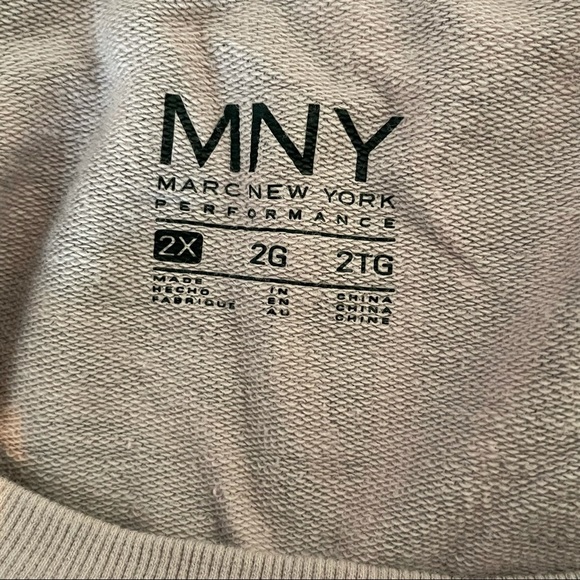 MNY
MARC NEW YORK
PERFORMANCE
2X 2G 2TG
MADE IN CHINA
HECHO EN CHINA
FABRIQUE AU CHINE